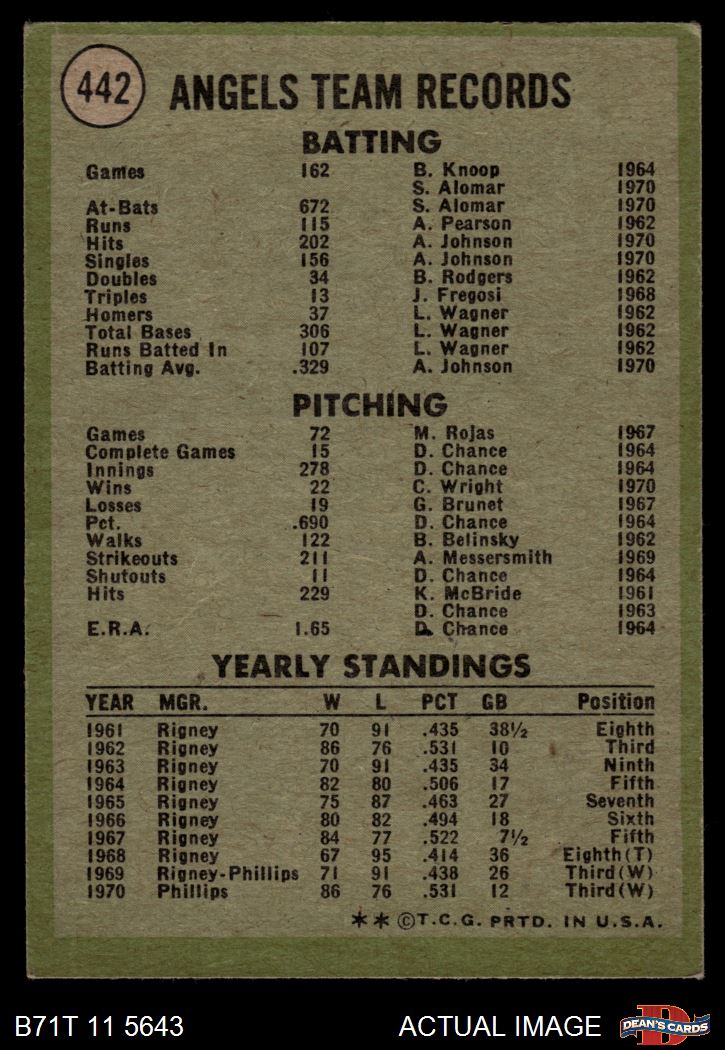 442 ANGELS TEAM RECORDS
BATTING
Games 162 B. Knoop 1964
S. Alomar 1970
At-Bats 672 S. Alomar 1970
Runs 115 A. Pearson 1962
Hits 202 A. Johnson 1970
Singles 156 A. Johnson 1970
Doubles 34 B. Rodgers 1962
Triples 13 J. Fregosi 1968
Homers 37 L. Wagner 1962
Total Bases 306 L. Wagner 1962
Runs Batted In 107 L. Wagner 1962
Batting Avg. .329 A. Johnson 1970
PITCHING
Games 72 M. Rojas 1967
Complete Games 15 D. Chance 1964
Innings 278 D. Chance 1964
Wins 22 C. Wright 1970
Losses 19 G. Brunet 1967
Pct. .690 D. Chance 1964
Walks 122 B. Belinsky 1962
Strikeouts 211 A. Messersmith 1969
Shutouts 11 D. Chance 1964
Hits 229 K. McBride 1961
D. Chance 1963
E.R.A. 1.65 D. Chance 1964
YEARLY STANDINGS
YEAR MGR. W L PCT GB Position
1961 Rigney 70 91 .435 38½ Eighth
1962 Rigney 86 76 .531 10 Third
1963 Rigney 70 91 .435 34 Ninth
1964 Rigney 82 80 .506 17 Fifth
1965 Rigney 75 87 .463 27 Seventh
1966 Rigney 80 82 .494 18 Sixth
1967 Rigney 84 77 .522 7½ Fifth
1968 Rigney 67 95 .414 36 Eighth(T)
1969 Rigney-Phillips 71 91 .438 26 Third(W)
1970 Phillips 86 76 .531 12 Third(W)
** ©T.C.G. PRTD. IN U.S.A.
B71T 11 5643 ACTUAL IMAGE D DEAN'S CARDS